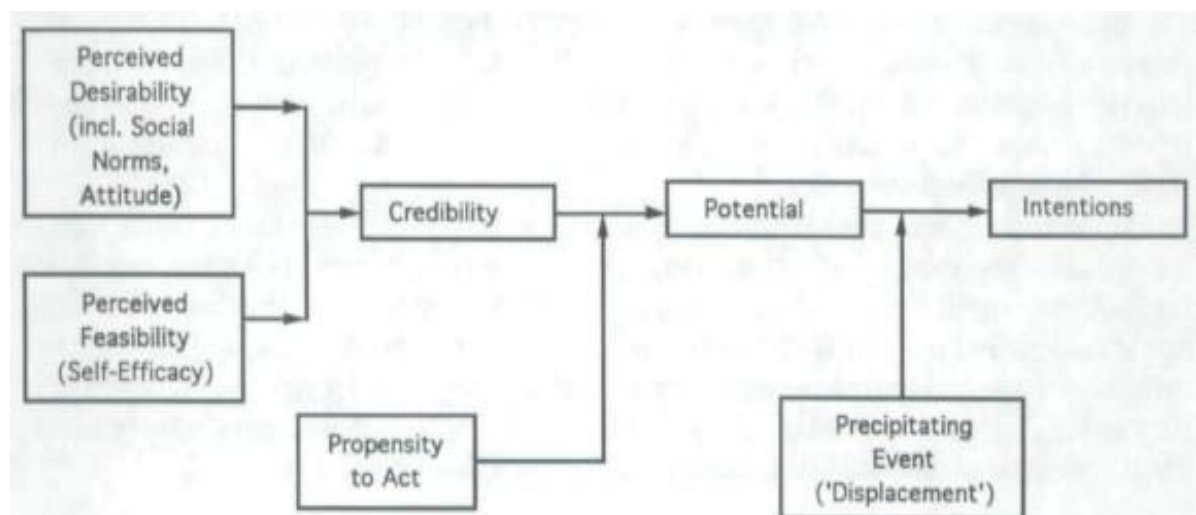 Perceived
Desirability
(incl. Social
Norms,
Attitude)
Credibility
Potential
Intentions
Perceived
Feasibility
(Self-Efficacy)
Propensity
to Act
Precipitating
Event
('Displacement')